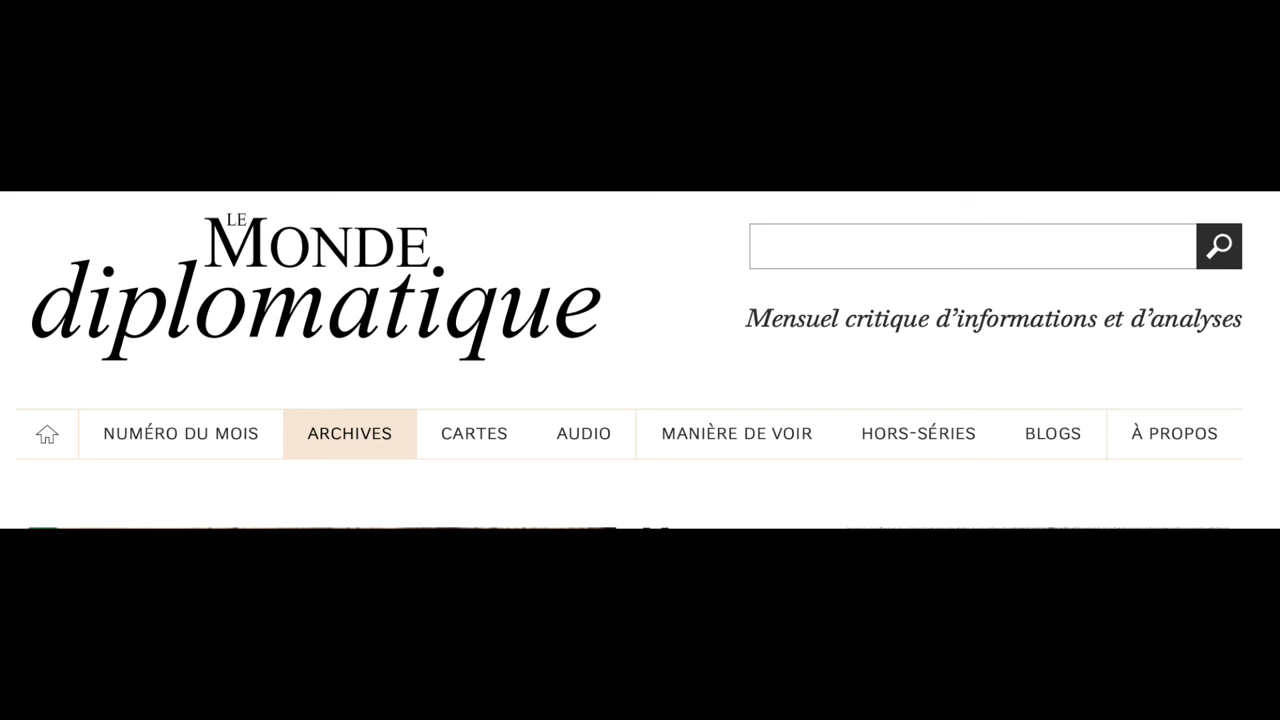 LE MONDE
diplomatique
Mensuel critique d’informations et d’analyses
NUMÉRO DU MOIS ARCHIVES CARTES AUDIO MANIÈRE DE VOIR HORS-SÉRIES BLOGS À PROPOS